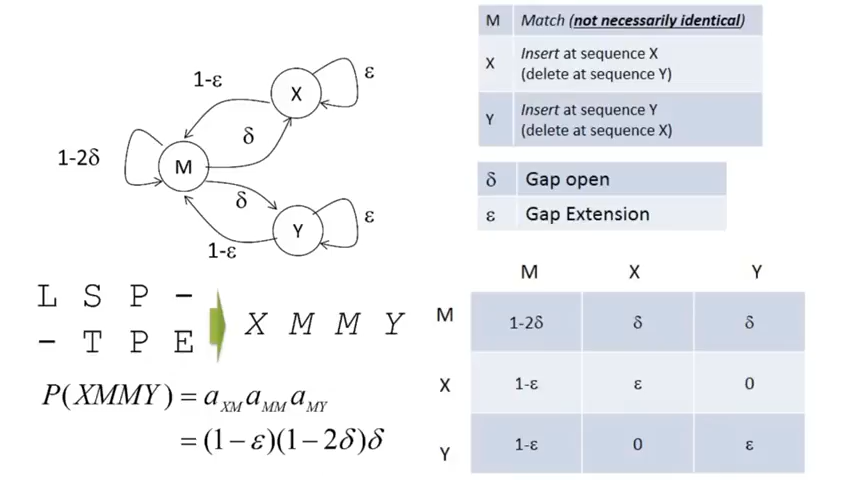 M Match (not necessarily identical)
X Insert at sequence X
(delete at sequence Y)
Y Insert at sequence Y
(delete at sequence X)
δ Gap open
ε Gap Extension
1-ε
X
ε
δ
1-2δ
M
δ
Y
ε
1-ε
L S P -
- T P E
X M M Y
P(XMMY) = a_XM a_MM a_MY
= (1-ε)(1-2δ)δ
M X Y
M 1-2δ δ δ
X 1-ε ε 0
Y 1-ε 0 ε